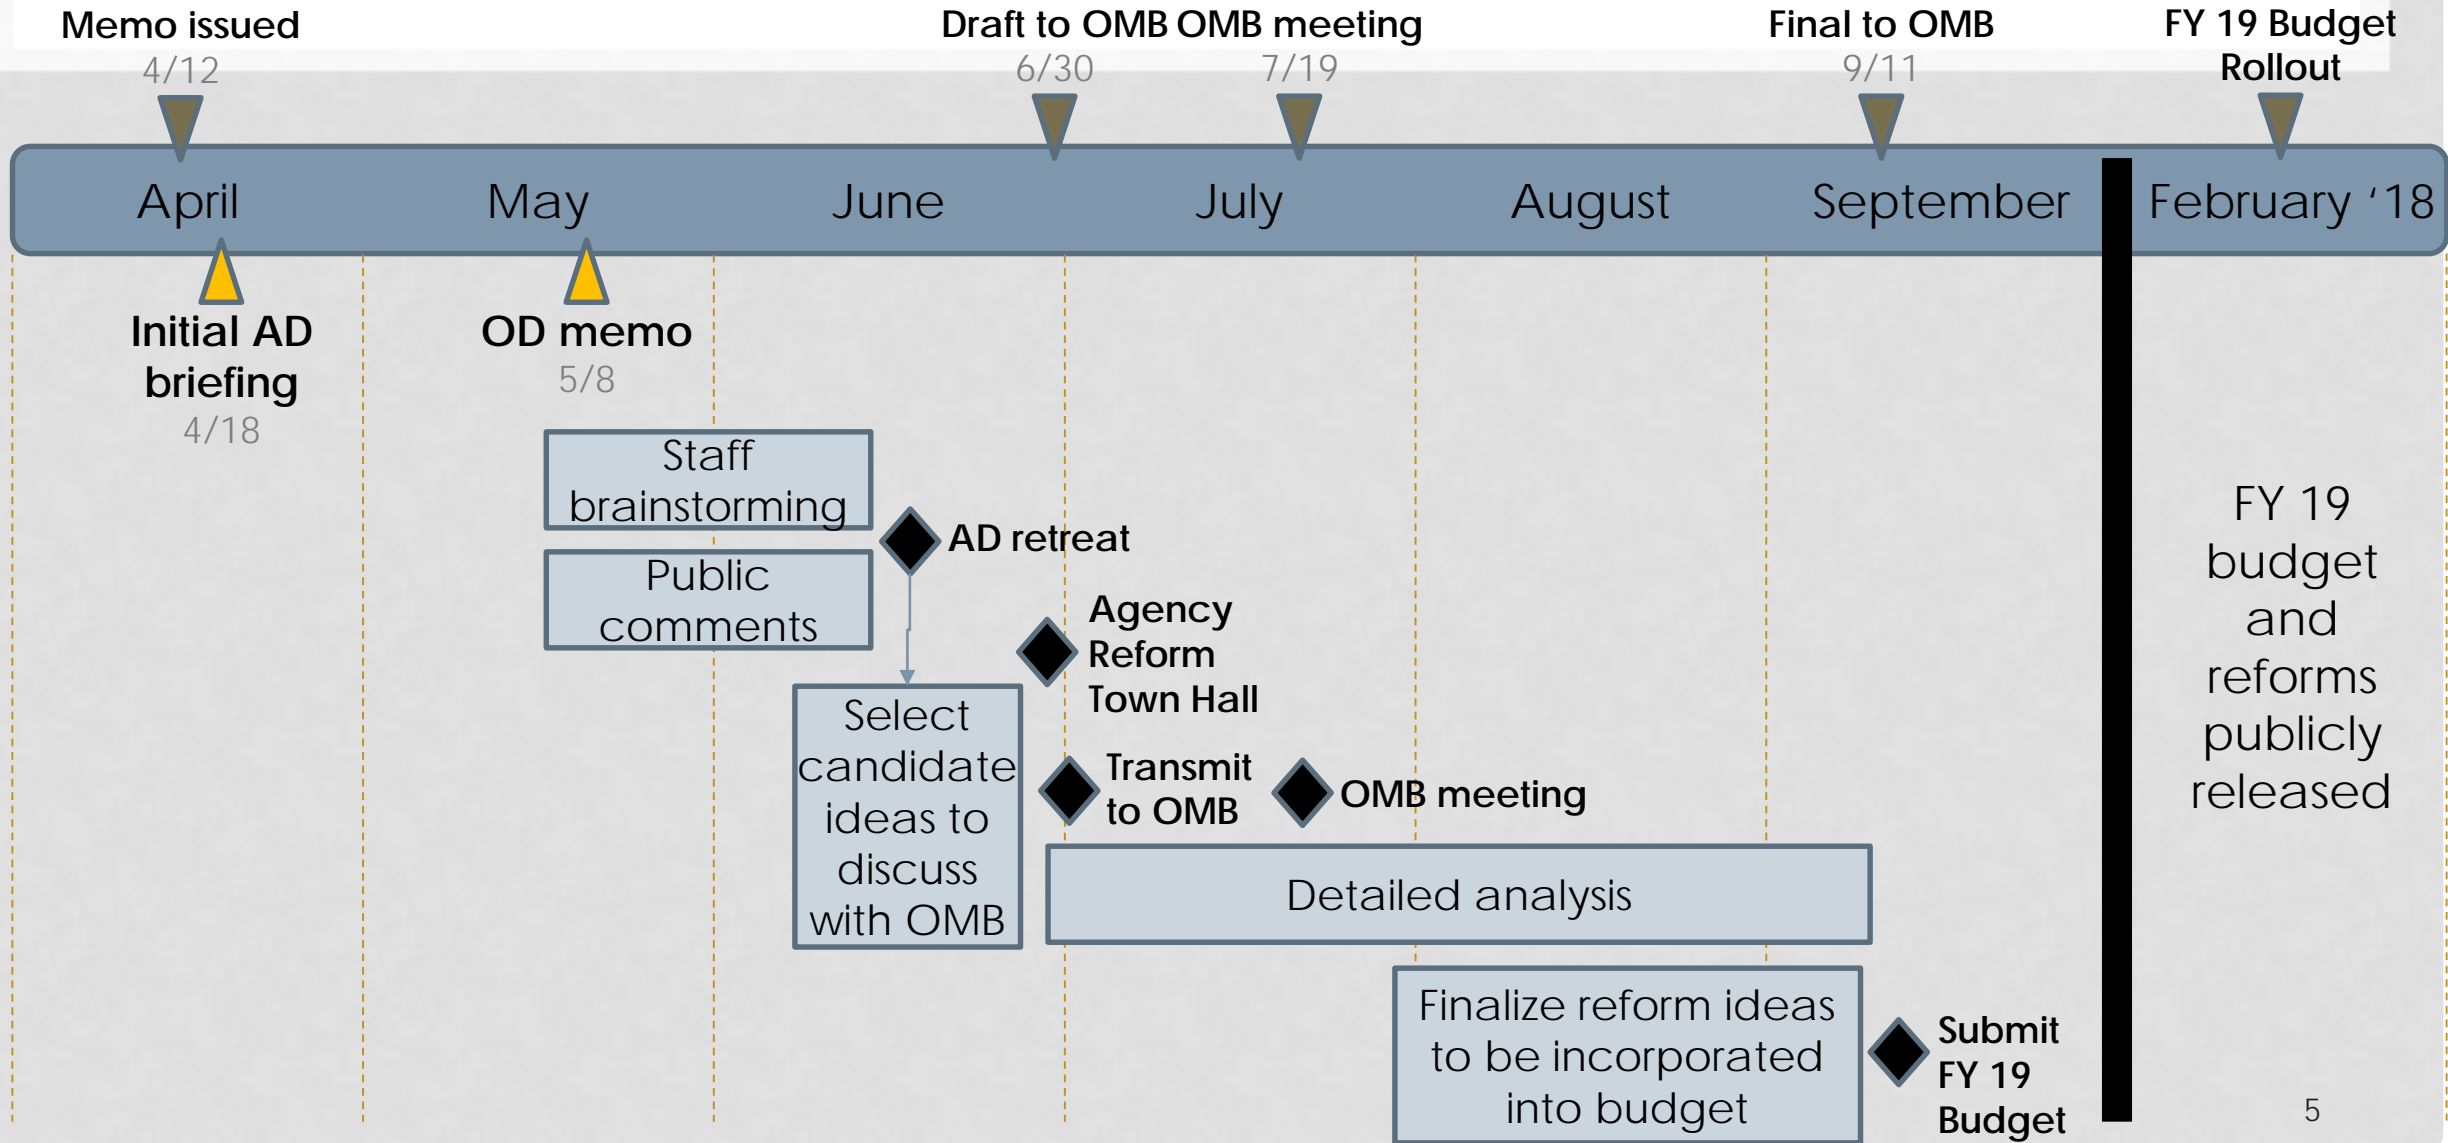 Memo issued
4/12
Draft to OMB
6/30
OMB meeting
7/19
Final to OMB
9/11
FY 19 Budget
Rollout
April
May
June
July
August
September
February ‘18
Initial AD
briefing
4/18
OD memo
5/8
Staff
brainstorming
Public
comments
AD retreat
Agency
Reform
Town Hall
Select
candidate
ideas to
discuss
with OMB
Transmit
to OMB
OMB meeting
Detailed analysis
Finalize reform ideas
to be incorporated
into budget
Submit
FY 19
Budget
FY 19
budget
and
reforms
publicly
released
5